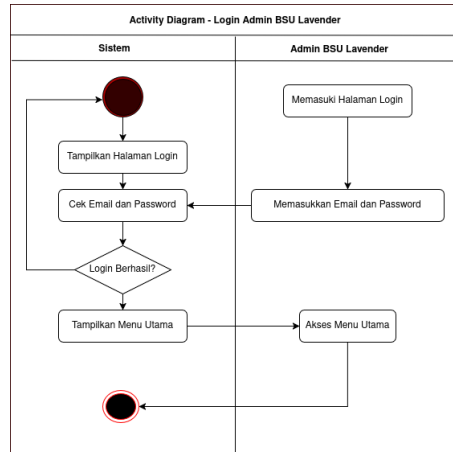 Activity Diagram - Login Admin BSU Lavender
Sistem
Admin BSU Lavender
Memasuki Halaman Login
Tampilkan Halaman Login
Cek Email dan Password
Memasukkan Email dan Password
Login Berhasil?
Tampilkan Menu Utama
Akses Menu Utama